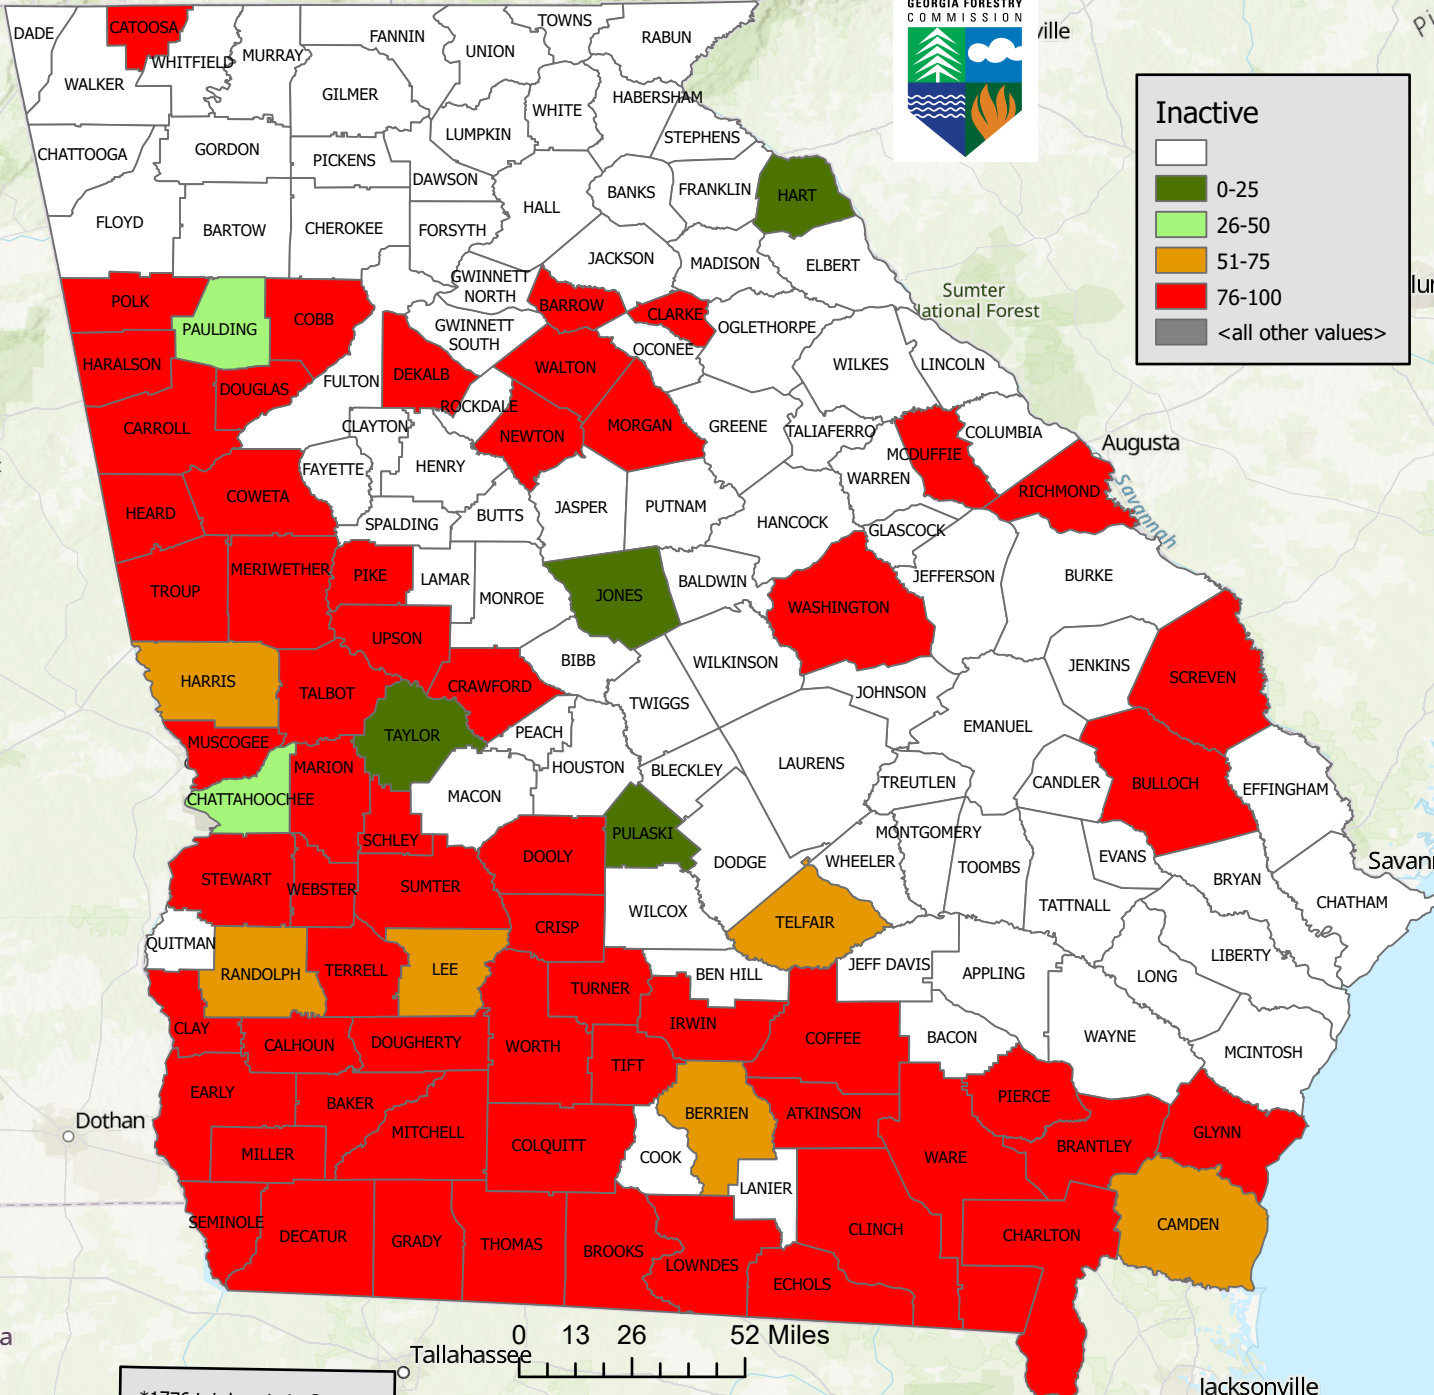 GEORGIA FORESTRY
COMMISSION
Inactive
0-25
26-50
51-75
76-100
<all other values>
DADE
CATOOSA
WHITFIELD
MURRAY
FANNIN
UNION
TOWNS
RABUN
WALKER
GILMER
WHITE
HABERSHAM
LUMPKIN
STEPHENS
CHATTOOGA
GORDON
PICKENS
DAWSON
BANKS
FRANKLIN
HART
FLOYD
BARTOW
CHEROKEE
FORSYTH
HALL
JACKSON
MADISON
ELBERT
POLK
PAULDING
COBB
GWINNETT
NORTH
BARROW
CLARKE
OGLETHORPE
Sumter
National Forest
GWINNETT
SOUTH
OCONEE
HARALSON
DOUGLAS
FULTON
DEKALB
WALTON
WILKES
LINCOLN
ROCKDALE
CARROLL
CLAYTON
NEWTON
MORGAN
GREENE
TALIAFERRO
MCDUFFIE
COLUMBIA
Augusta
FAYETTE
HENRY
WARREN
RICHMOND
Savannah
HEARD
COWETA
SPALDING
BUTTS
JASPER
PUTNAM
HANCOCK
GLASCOCK
TROUP
MERIWETHER
PIKE
LAMAR
MONROE
JONES
BALDWIN
WASHINGTON
JEFFERSON
BURKE
UPSON
BIBB
WILKINSON
JENKINS
SCREVEN
HARRIS
TALBOT
CRAWFORD
TWIGGS
JOHNSON
EMANUEL
MUSCOGEE
TAYLOR
PEACH
MARION
HOUSTON
BLECKLEY
LAURENS
TREUTLEN
CANDLER
BULLOCH
EFFINGHAM
CHATTAHOOCHEE
MACON
SCHLEY
DOOLY
PULASKI
DODGE
MONTGOMERY
WHEELER
TOOMBS
EVANS
BRYAN
Savann
STEWART
WEBSTER
SUMTER
CRISP
WILCOX
TELFAIR
TATTNALL
CHATHAM
QUITMAN
RANDOLPH
TERRELL
LEE
TURNER
BEN HILL
JEFF DAVIS
APPLING
LONG
LIBERTY
CLAY
CALHOUN
DOUGHERTY
WORTH
TIFT
IRWIN
COFFEE
BACON
WAYNE
MCINTOSH
Dothan
EARLY
BAKER
MITCHELL
COLQUITT
BERRIEN
ATKINSON
PIERCE
MILLER
COOK
WARE
BRANTLEY
GLYNN
LANIER
SEMINOLE
DECATUR
GRADY
THOMAS
BROOKS
LOWNDES
ECHOLS
CLINCH
CHARLTON
CAMDEN
0 13 26 52 Miles
Tallahassee
Jacksonville
ville